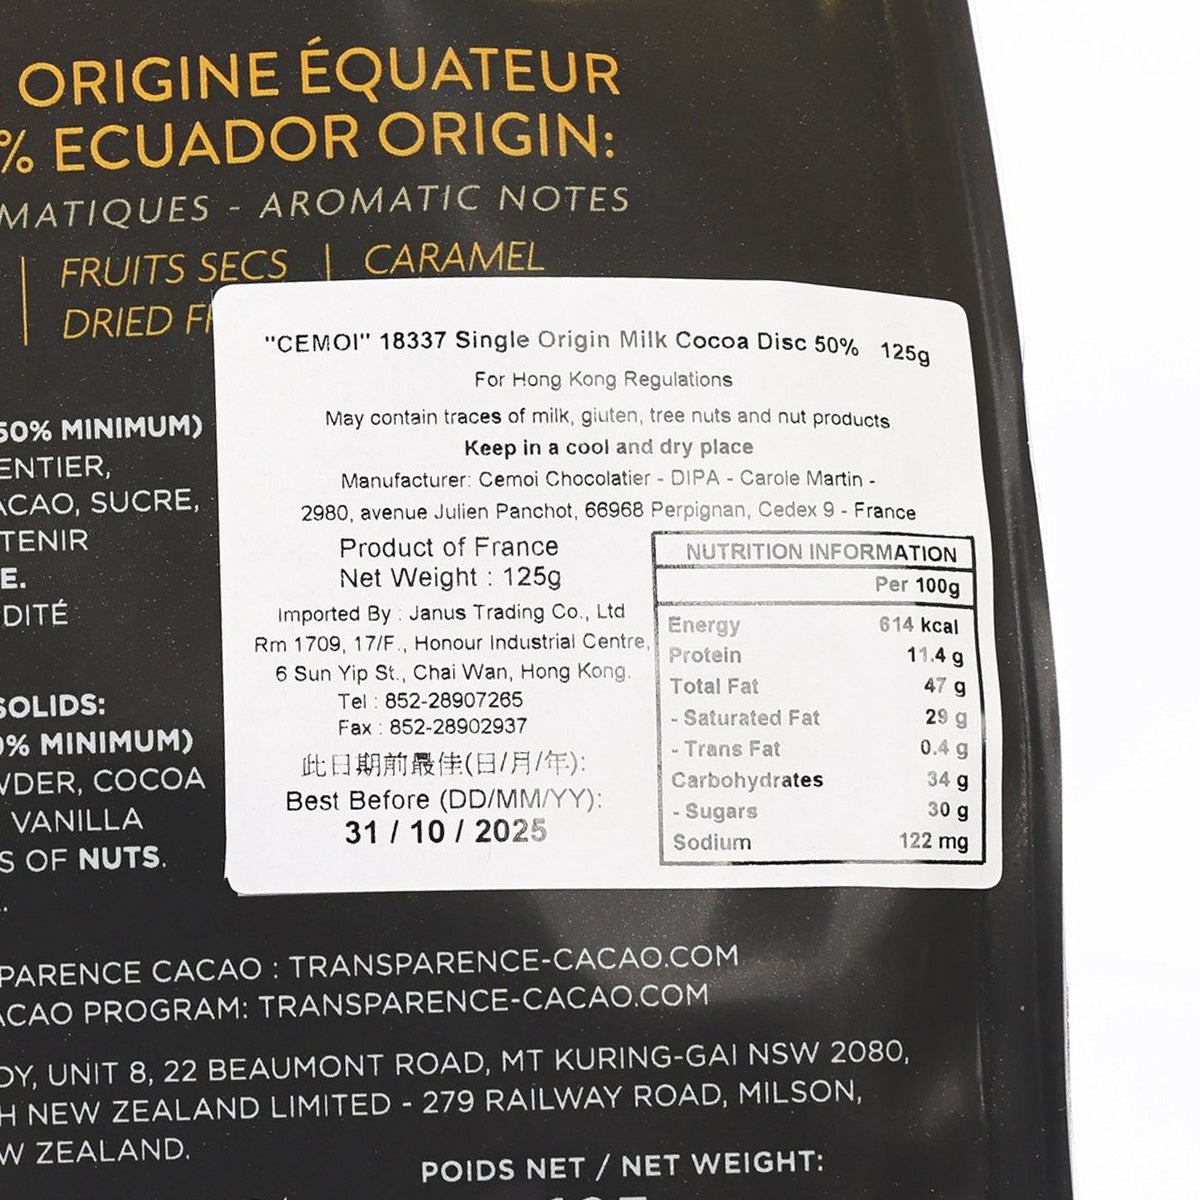 ORIGINE ÉQUATEUR
% ECUADOR ORIGIN:
MATIQUES - AROMATIC NOTES
FRUITS SECS | CARAMEL
DRIED
"CEMOI" 18337 Single Origin Milk Cocoa Disc 50% 125g
For Hong Kong Regulations
May contain traces of milk, gluten, tree nuts and nut products
Keep in a cool and dry place
Manufacturer: Cemoi Chocolatier - DIPA - Carole Martin -
2980, avenue Julien Panchot, 66968 Perpignan, Cedex 9 - France
Product of France
Net Weight : 125g
Imported By : Janus Trading Co., Ltd
Rm 1709, 17/F., Honour Industrial Centre,
6 Sun Yip St., Chai Wan, Hong Kong.
Tel : 852-28907265
Fax : 852-28902937
此日期前最佳(日/月/年):
Best Before (DD/MM/YY):
31 / 10 / 2025
NUTRITION INFORMATION
Per 100g
Energy 614 kcal
Protein 11.4 g
Total Fat 47 g
- Saturated Fat 29 g
- Trans Fat 0.4 g
Carbohydrates 34 g
- Sugars 30 g
Sodium 122 mg
50% MINIMUM)
ENTIER,
ACAO, SUCRE,
TENIR
E.
DITÉ
SOLIDS:
0% MINIMUM)
WDER, COCOA
VANILLA
S OF NUTS.
PARENCE CACAO : TRANSPARENCE-CACAO.COM
ACAO PROGRAM: TRANSPARENCE-CACAO.COM
DY, UNIT 8, 22 BEAUMONT ROAD, MT KURING-GAI NSW 2080,
H NEW ZEALAND LIMITED - 279 RAILWAY ROAD, MILSON,
W ZEALAND.
POIDS NET / NET WEIGHT: